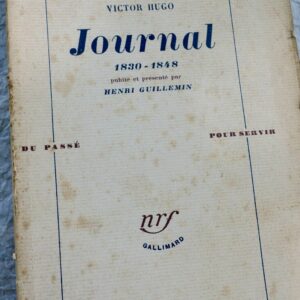 VICTOR HUGO
Journal
1830-1848
publié et présenté par
HENRI GUILLEMIN
DU PASSÉ
POUR SERVIR
nrf
GALLIMARD